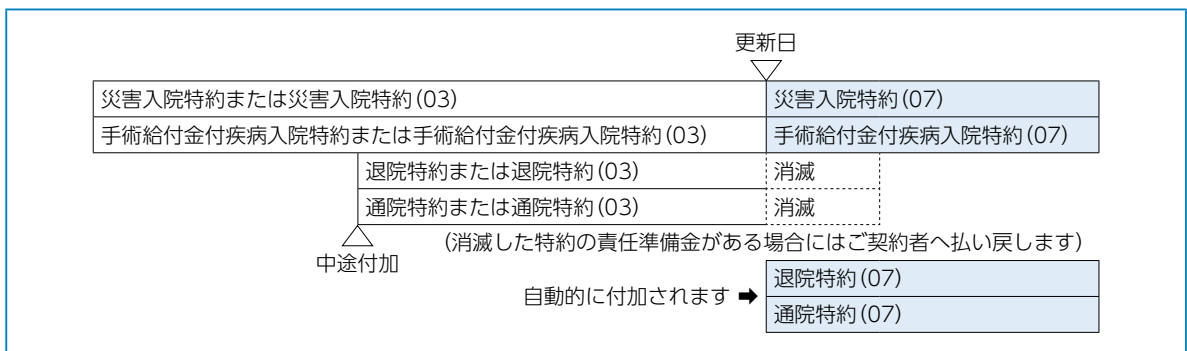 更新日
災害入院特約または災害入院特約(03) 災害入院特約(07)
手術給付金付疾病入院特約または手術給付金付疾病入院特約(03) 手術給付金付疾病入院特約(07)
退院特約または退院特約(03) 消滅
通院特約または通院特約(03) 消滅
(消滅した特約の責任準備金がある場合にはご契約者へ払い戻します)
中途付加
退院特約(07)
自動的に付加されます➡
通院特約(07)